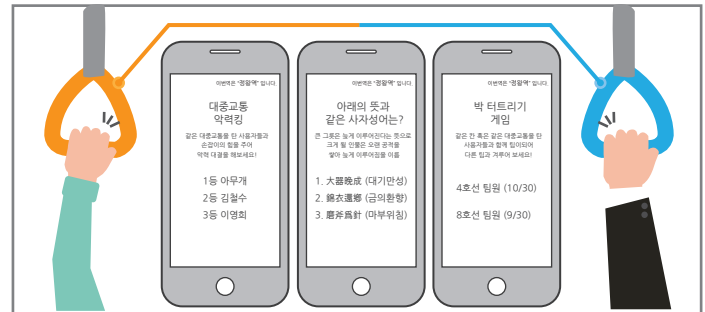 이번역은 "정왕역" 입니다.
대중교통
악력킹
같은 대중교통을 탄 사용자들과
손잡이의 힘을 주어
악력 대결을 해보세요!
1등 아무개
2등 김철수
3등 이영희
이번역은 "정왕역" 입니다.
아래의 뜻과
같은 사자성어는?
큰 그릇은 늦게 이루어진다는 뜻으로
크게 될 인물은 오랜 공적을
쌓아 늦게 이루어짐을 이름
1. 大器晩成 (대기만성)
2. 錦衣還鄕 (금의환향)
3. 磨斧爲針 (마부위침)
이번역은 "정왕역" 입니다.
박 터트리기
게임
같은 칸 혹은 같은 대중교통을 탄
사용자들과 함께 팀이되어
다른 팀과 겨루어 보세요!
4호선 팀원 (10/30)
8호선 팀원 (9/30)